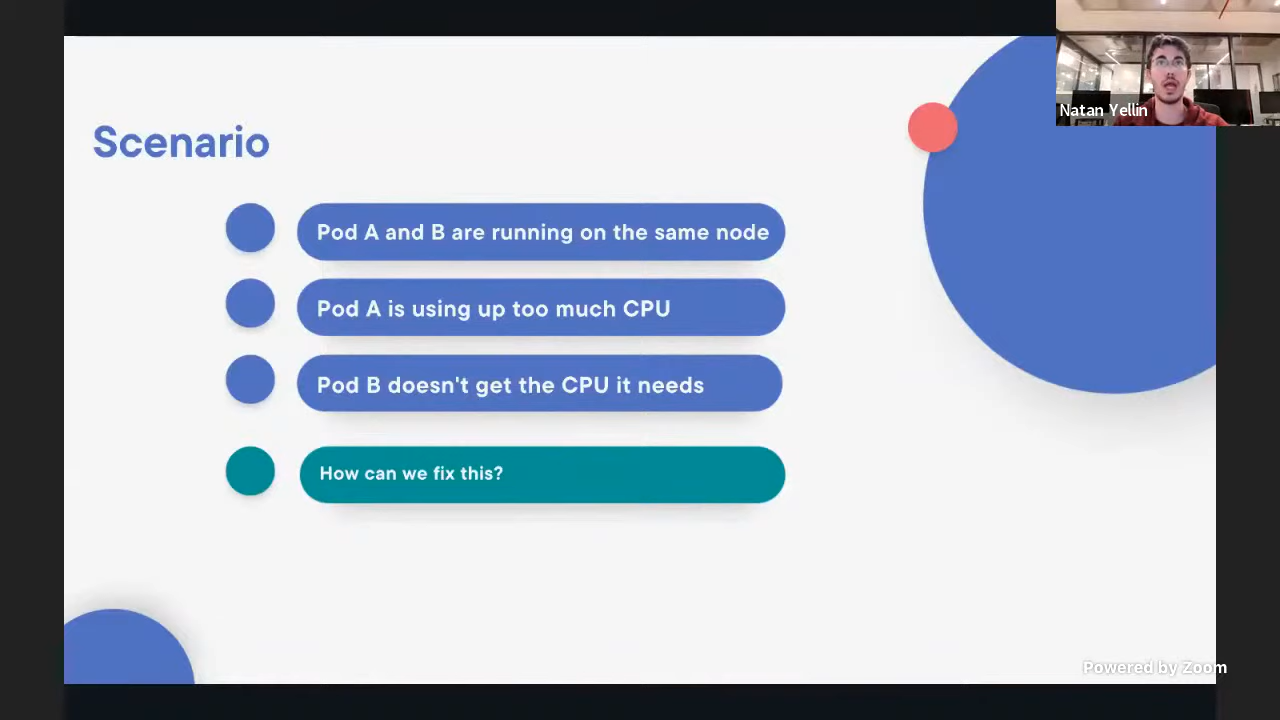 Natan Yellin
Scenario
Pod A and B are running on the same node
Pod A is using up too much CPU
Pod B doesn't get the CPU it needs
How can we fix this?
Powered by Zoom